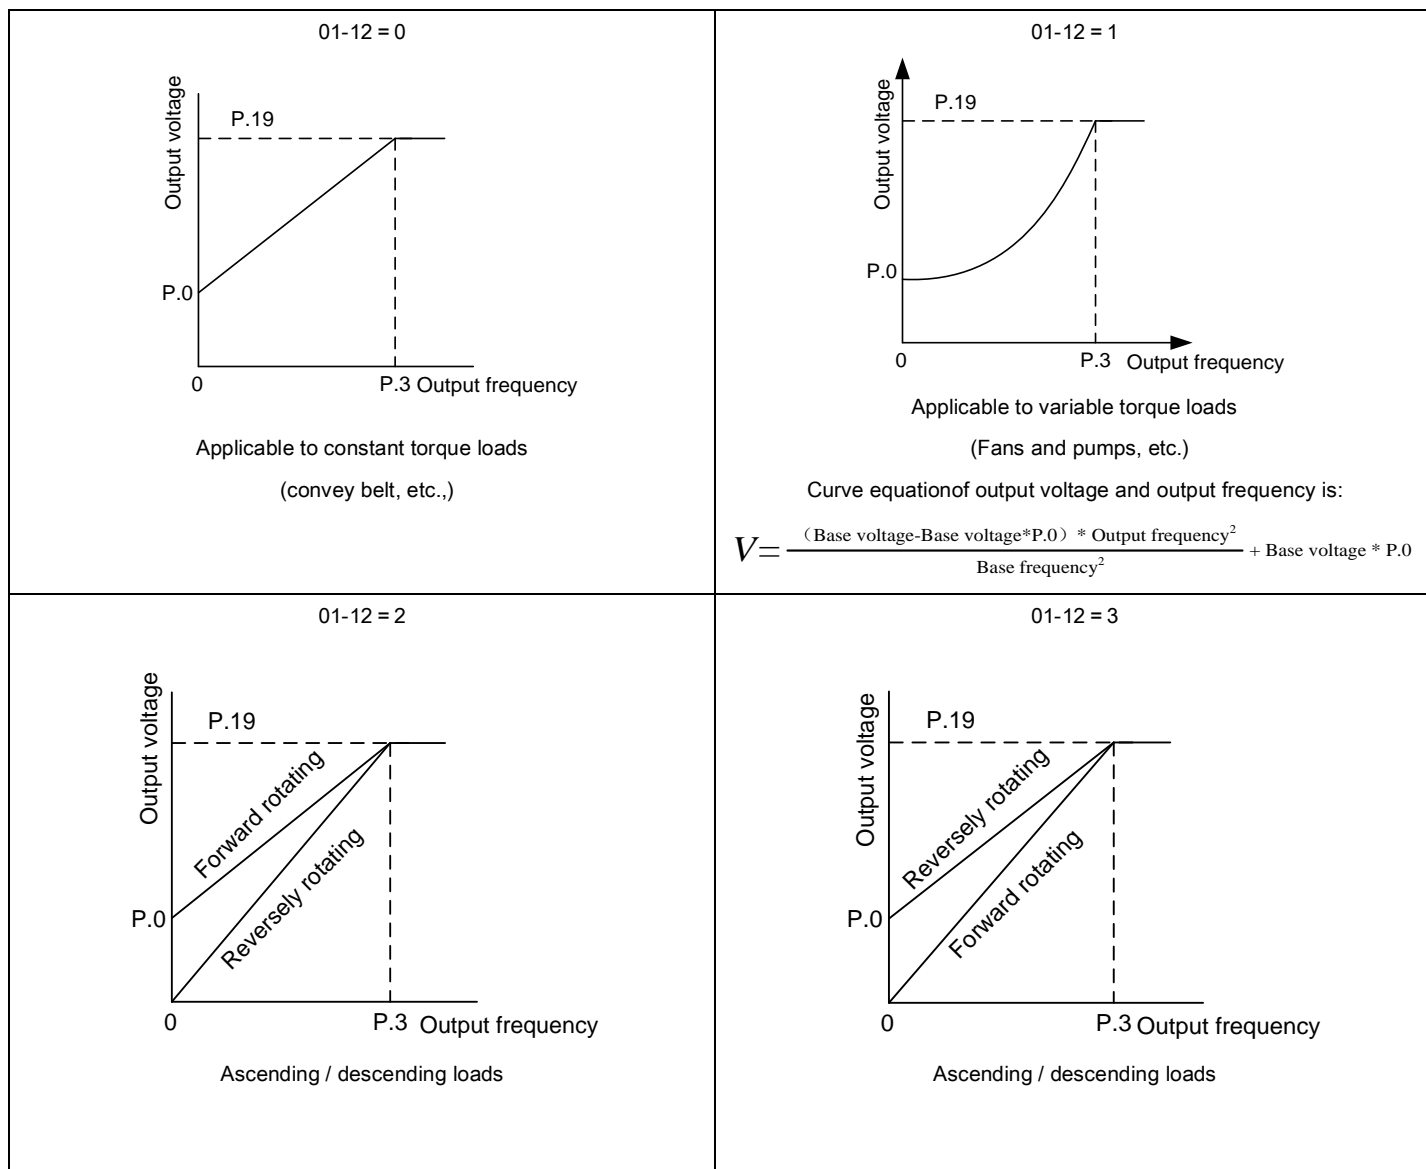 01-12 = 0
Output voltage
P.19
P.0
0
P.3 Output frequency
Applicable to constant torque loads
(convey belt, etc.,)
01-12 = 1
Output voltage
P.19
P.0
0
P.3 Output frequency
Applicable to variable torque loads
(Fans and pumps, etc.)
Curve equationof output voltage and output frequency is:
V= （Base voltage-Base voltage*P.0）* Output frequency² / Base frequency² + Base voltage * P.0
01-12 = 2
Output voltage
P.19
Forward rotating
Reversely rotating
P.0
0
P.3 Output frequency
Ascending / descending loads
01-12 = 3
Output voltage
P.19
Reversely rotating
Forward rotating
P.0
0
P.3 Output frequency
Ascending / descending loads